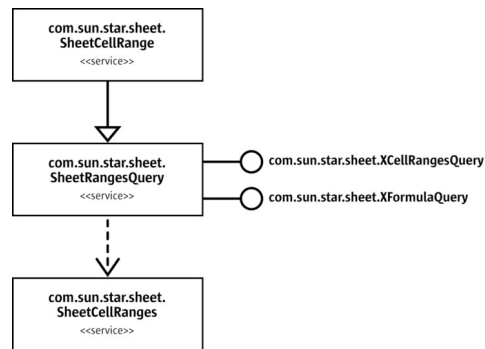 com.sun.star.sheet.
SheetCellRange
<<service>>
com.sun.star.sheet.
SheetRangesQuery
<<service>>
com.sun.star.sheet.XCellRangesQuery
com.sun.star.sheet.XFormulaQuery
com.sun.star.sheet.
SheetCellRanges
<<service>>